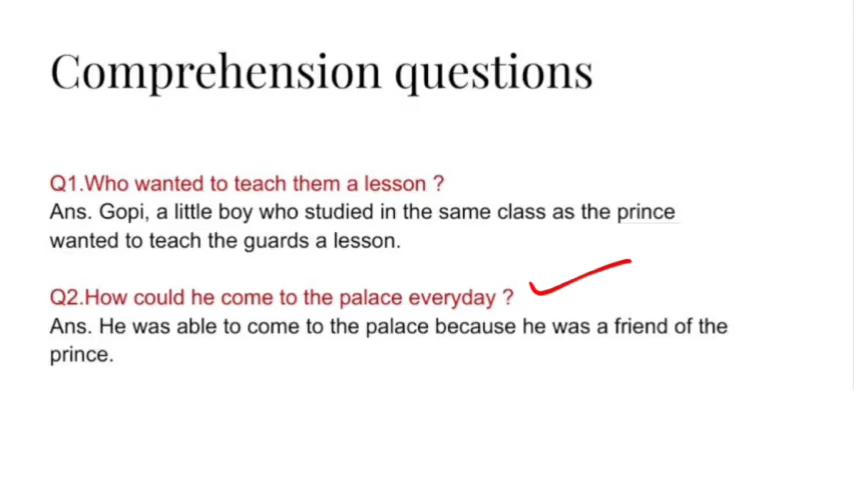 Comprehension questions
Q1.Who wanted to teach them a lesson ?
Ans. Gopi, a little boy who studied in the same class as the prince
wanted to teach the guards a lesson.
Q2.How could he come to the palace everyday ?
Ans. He was able to come to the palace because he was a friend of the
prince.